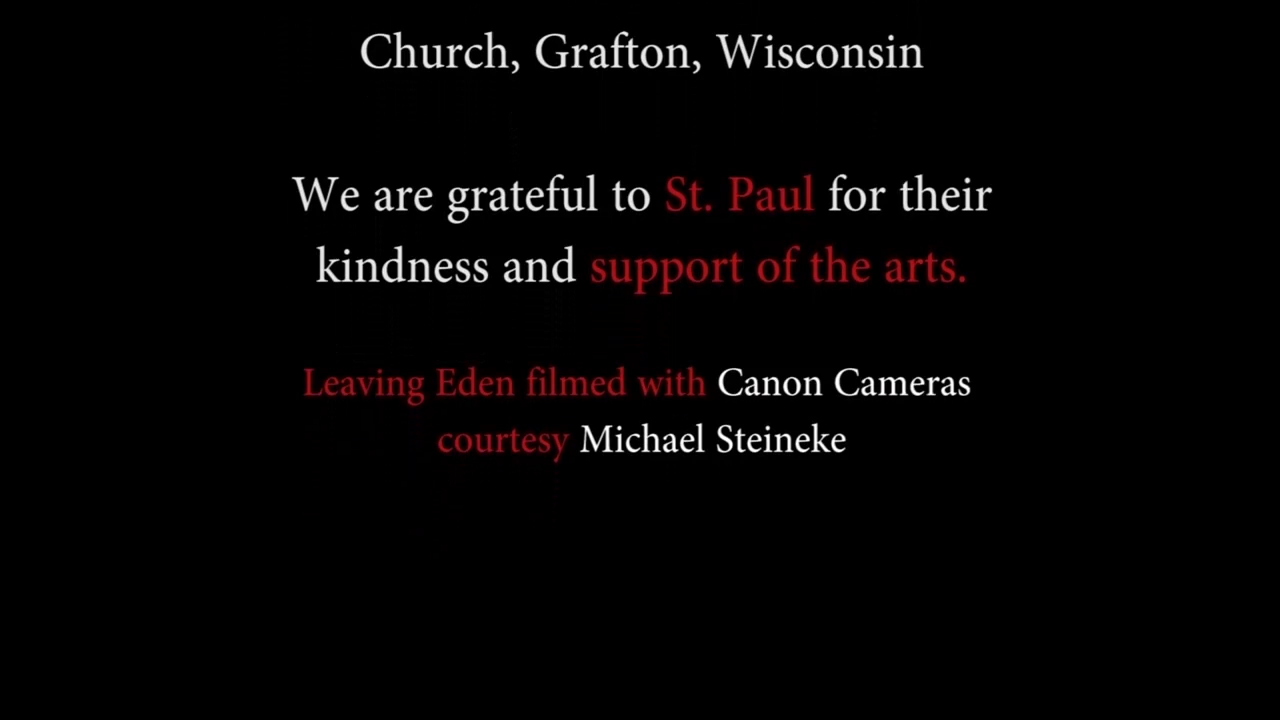 Church, Grafton, Wisconsin
We are grateful to St. Paul for their
kindness and support of the arts.
Leaving Eden filmed with Canon Cameras
courtesy Michael Steineke